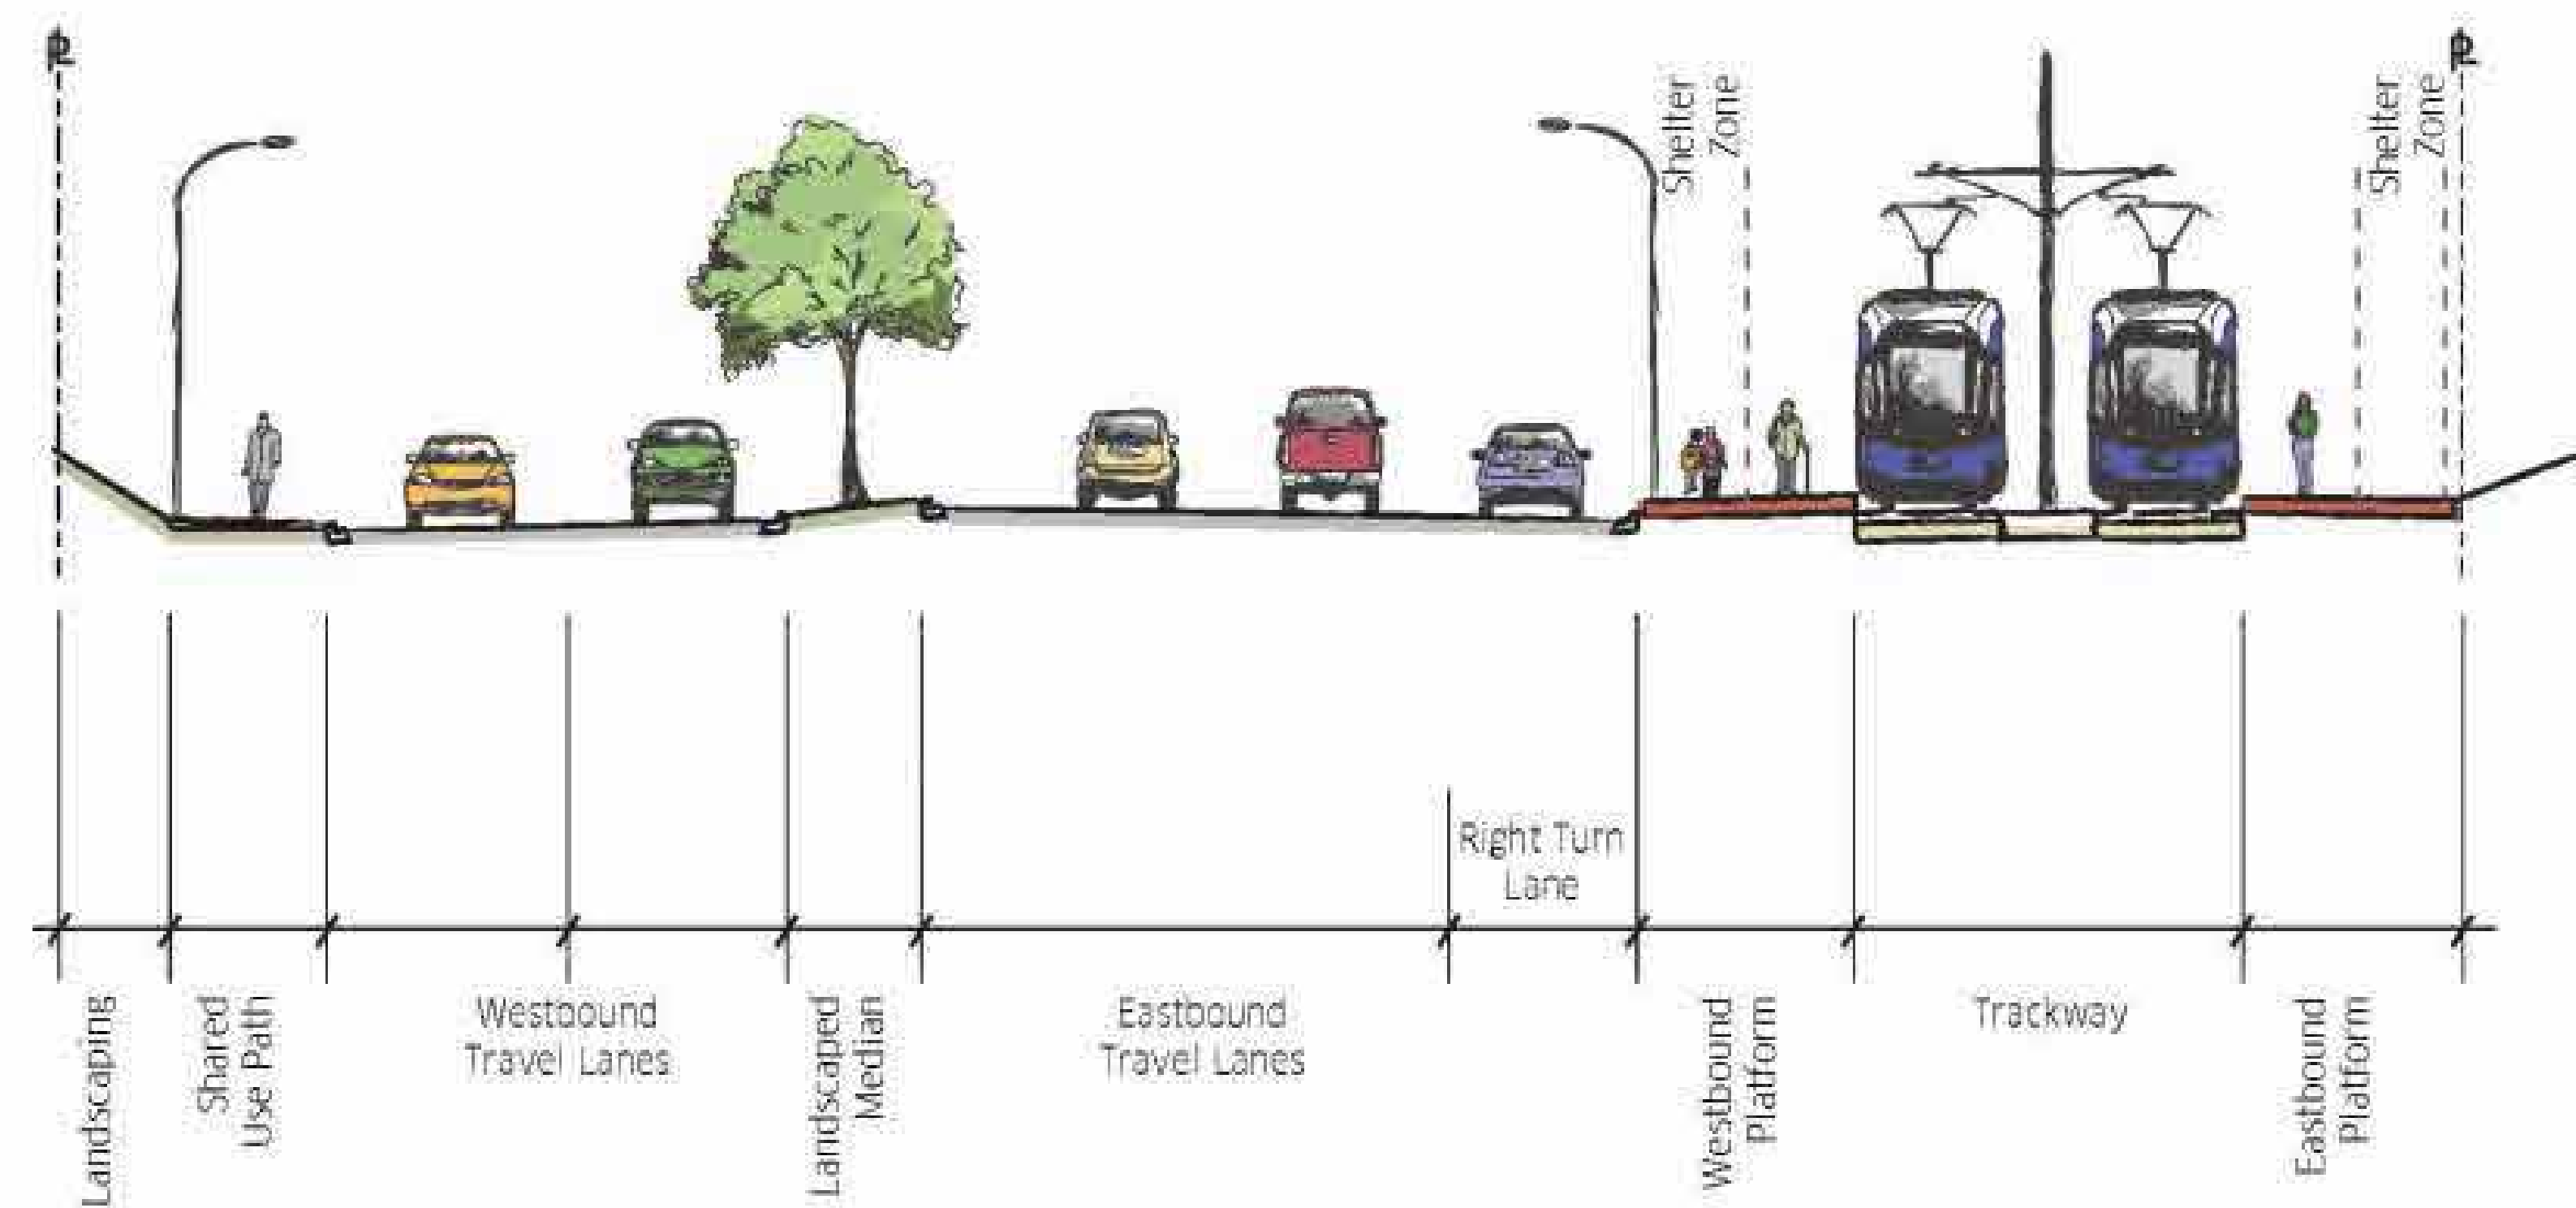 Shelter
Zone
Shelter
Zone
Right Turn
Lane
Landscaping
Shared
Use Path
Westbound
Travel Lanes
Landscaped
Median
Eastbound
Travel Lanes
Westbound
Platform
Trackway
Eastbound
Platform